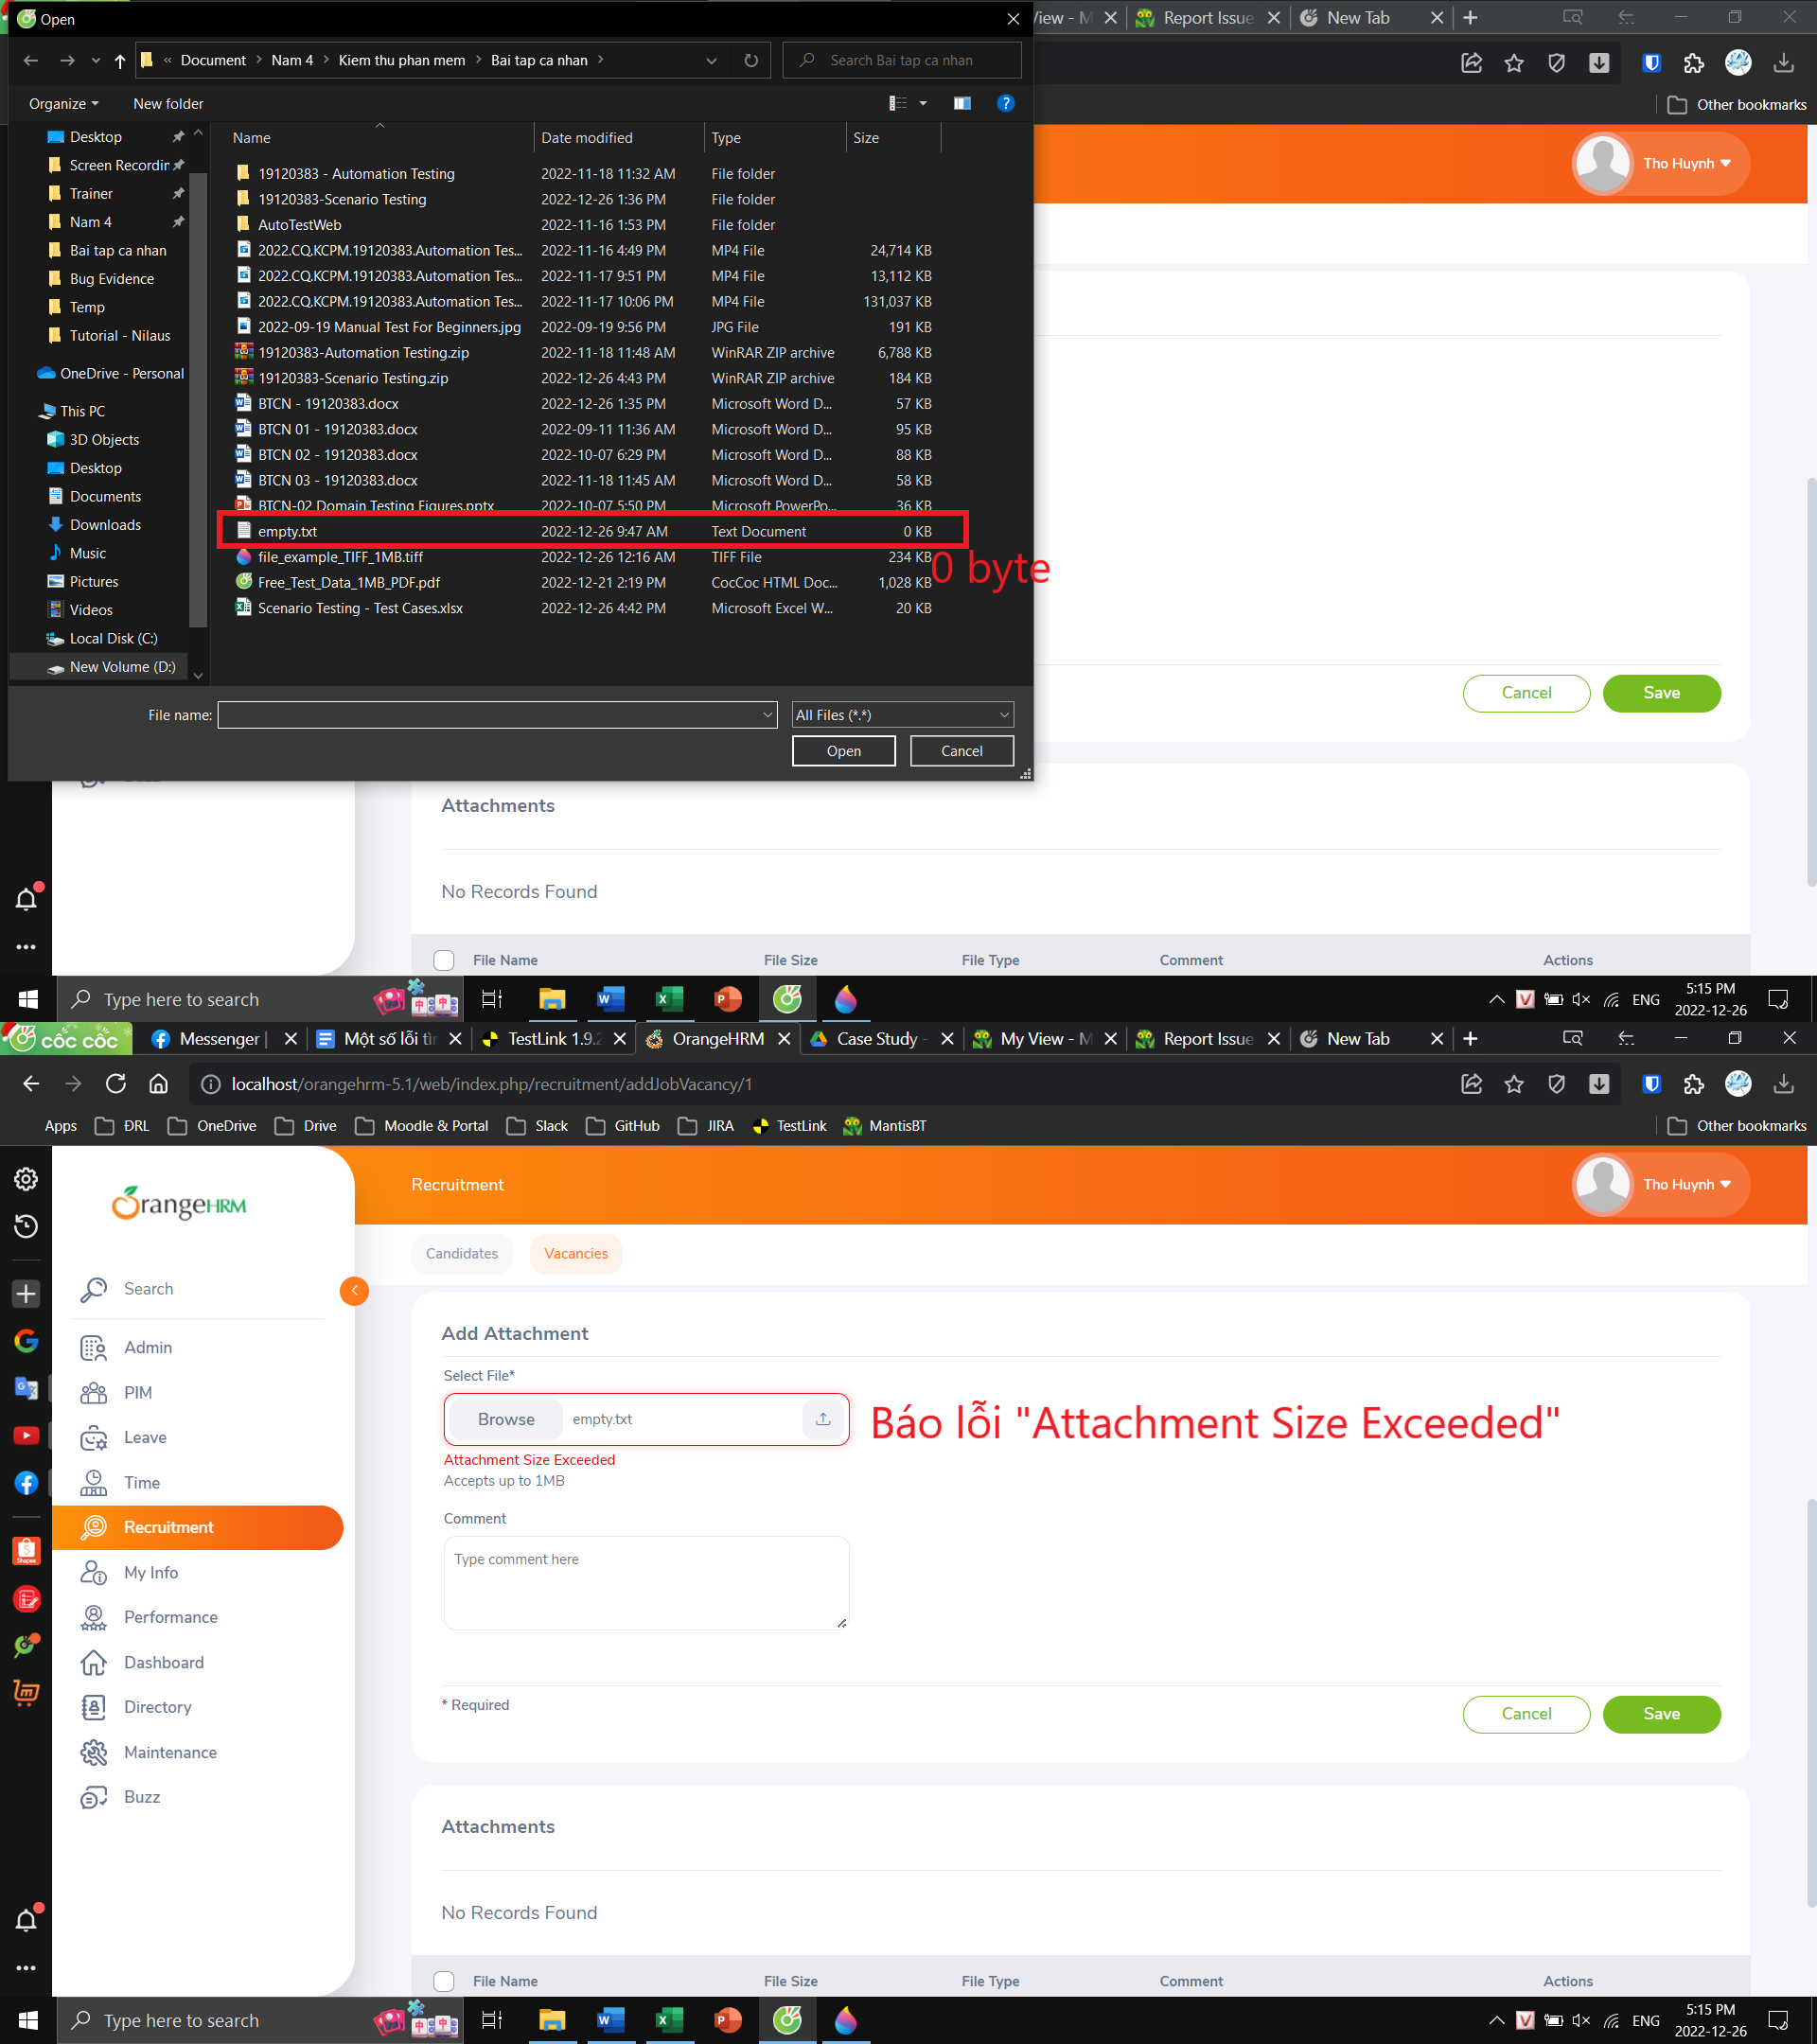 Open
View - M
Report Issue
New Tab
« Document > Nam 4 > Kiem thu phan mem > Bai tap ca nhan >
Search Bai tap ca nhan
Organize
New folder
Other bookmarks
Tho Huynh
Desktop
Screen Recordin
Trainer
Nam 4
Bai tap ca nhan
Bug Evidence
Temp
Tutorial - Nilaus
OneDrive - Personal
This PC
3D Objects
Desktop
Documents
Downloads
Music
Pictures
Videos
Local Disk (C:)
New Volume (D:)
Name Date modified Type Size
19120383 - Automation Testing 2022-11-18 11:32 AM File folder
19120383-Scenario Testing 2022-12-26 1:36 PM File folder
AutoTestWeb 2022-11-16 1:53 PM File folder
2022.CQ.KCPM.19120383.Automation Tes... 2022-11-16 4:49 PM MP4 File 24,714 KB
2022.CQ.KCPM.19120383.Automation Tes... 2022-11-17 9:51 PM MP4 File 13,112 KB
2022.CQ.KCPM.19120383.Automation Tes... 2022-11-17 10:06 PM MP4 File 131,037 KB
2022-09-19 Manual Test For Beginners.jpg 2022-09-19 9:56 PM JPG File 191 KB
19120383-Automation Testing.zip 2022-11-18 11:48 AM WinRAR ZIP archive 6,788 KB
19120383-Scenario Testing.zip 2022-12-26 4:43 PM WinRAR ZIP archive 184 KB
BTCN - 19120383.docx 2022-12-26 1:35 PM Microsoft Word D... 57 KB
BTCN 01 - 19120383.docx 2022-09-11 11:36 AM Microsoft Word D... 95 KB
BTCN 02 - 19120383.docx 2022-10-07 6:29 PM Microsoft Word D... 88 KB
BTCN 03 - 19120383.docx 2022-11-18 11:45 AM Microsoft Word D... 58 KB
BTCN-02 Domain Testing Figures.pptx 2022-10-07 5:50 PM Microsoft PowerPo... 36 KB
empty.txt 2022-12-26 9:47 AM Text Document 0 KB
file_example_TIFF_1MB.tiff 2022-12-26 12:16 AM TIFF File 234 KB
0 byte
Free_Test_Data_1MB_PDF.pdf 2022-12-21 2:19 PM CocCoc HTML Doc... 1,028 KB
Scenario Testing - Test Cases.xlsx 2022-12-26 4:42 PM Microsoft Excel W... 20 KB
File name:
All Files (*.*)
Open Cancel
Cancel Save
Attachments
No Records Found
File Name File Size File Type Comment Actions
Type here to search
ENG
5:15 PM
2022-12-26
CỐC CỐC
Messenger | Một số lỗi tì TestLink 1.9.2 OrangeHRM Case Study - My View - M Report Issue New Tab
localhost/orangehrm-5.1/web/index.php/recruitment/addJobVacancy/1
Apps ĐRL OneDrive Drive Moodle & Portal Slack GitHub JIRA TestLink MantisBT Other bookmarks
OrangeHRM
Recruitment
Tho Huynh
Candidates Vacancies
Search
Admin
PIM
Leave
Time
Recruitment
My Info
Performance
Dashboard
Directory
Maintenance
Buzz
Add Attachment
Select File*
Browse empty.txt
Báo lỗi "Attachment Size Exceeded"
Attachment Size Exceeded
Accepts up to 1MB
Comment
Type comment here
* Required
Cancel Save
Attachments
No Records Found
File Name File Size File Type Comment Actions
Type here to search
ENG
5:15 PM
2022-12-26